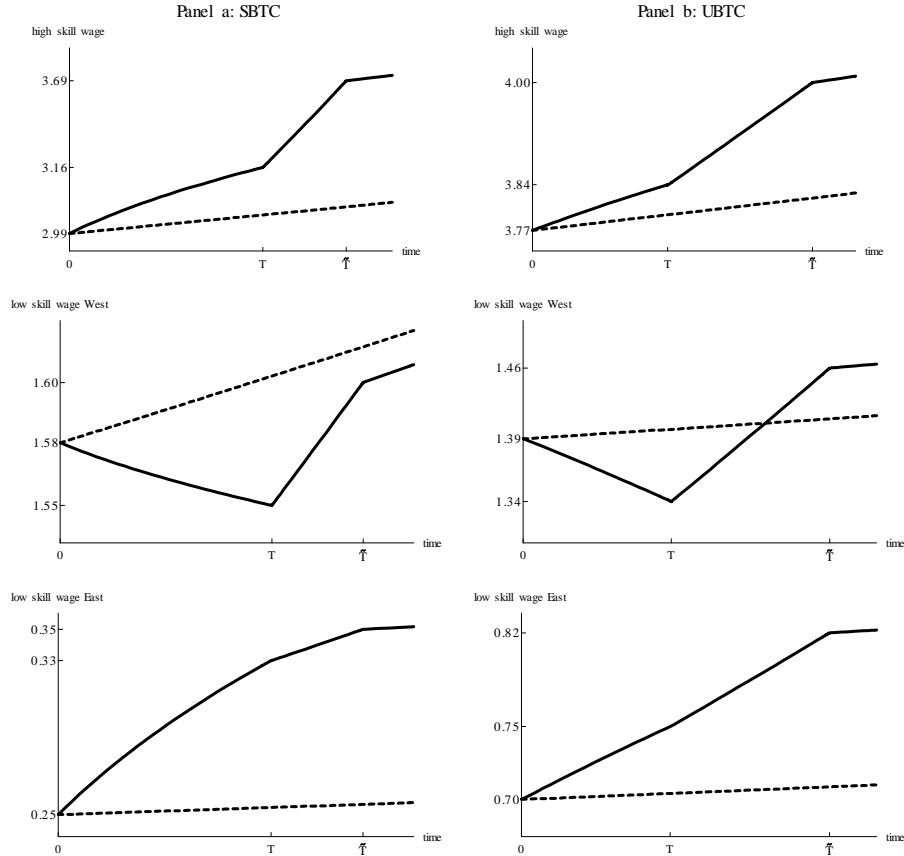 Panel a: SBTC
high skill wage
3.69
3.16
2.99
0
T
T̃
time
Panel b: UBTC
high skill wage
4.00
3.84
3.77
0
T
T̃
time
low skill wage West
1.60
1.58
1.55
0
T
T̃
time
low skill wage West
1.46
1.39
1.34
0
T
T̃
time
low skill wage East
0.35
0.33
0.25
0
T
T̃
time
low skill wage East
0.82
0.75
0.70
0
T
T̃
time